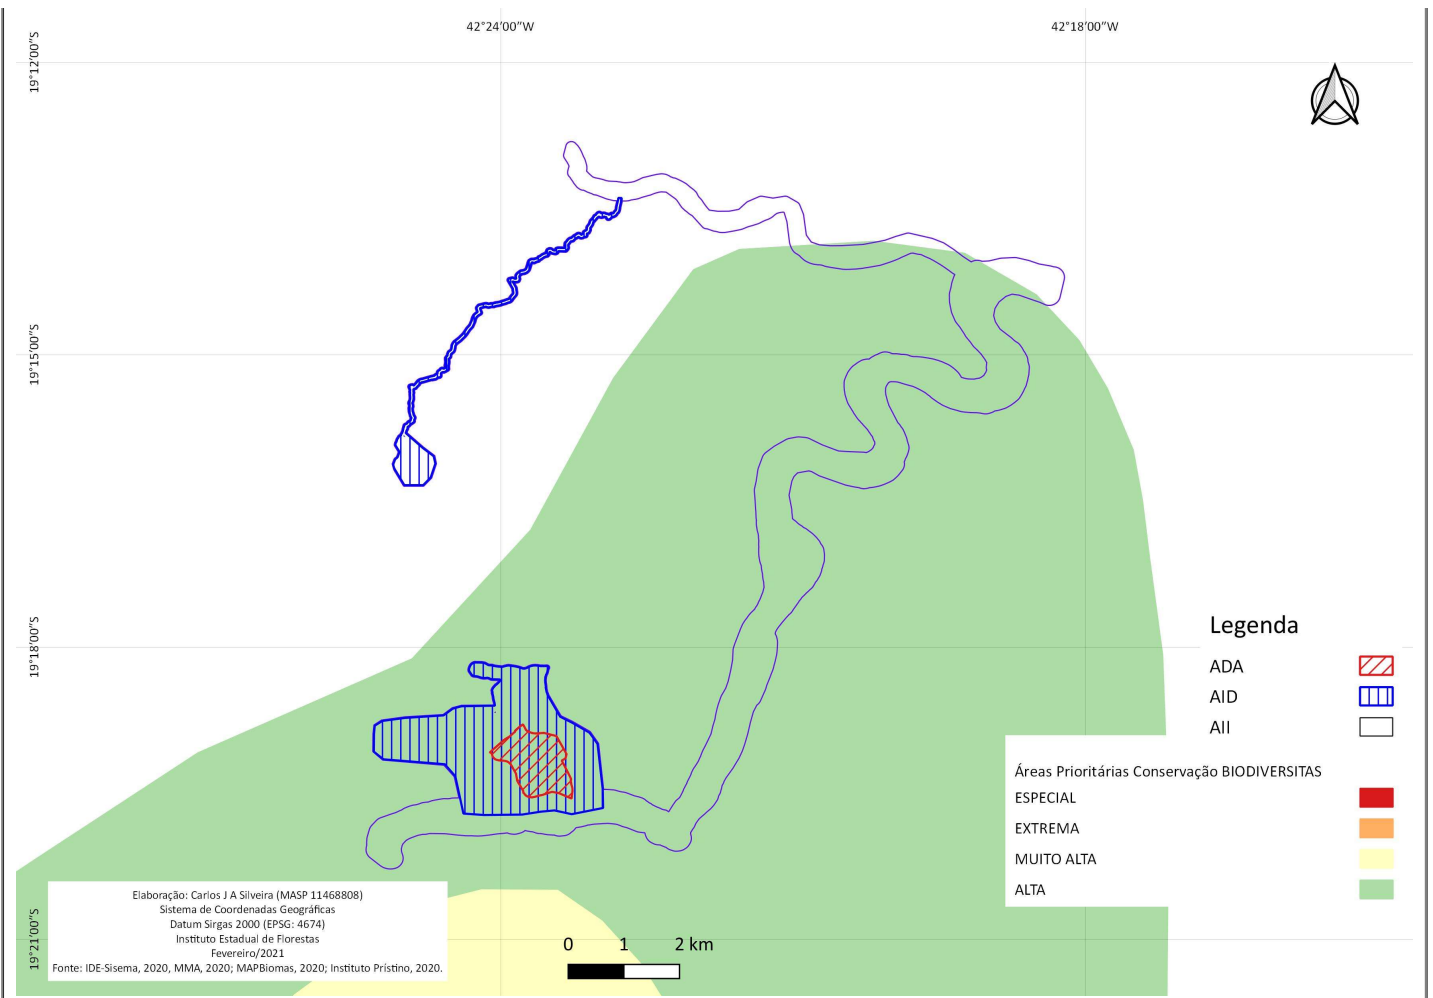 42°24'00"W
42°18'00"W
19°12'00"S
19°15'00"S
19°18'00"S
19°21'00"S
Legenda
ADA
AID
AII
Áreas Prioritárias Conservação BIODIVERSITAS
ESPECIAL
EXTREMA
MUITO ALTA
ALTA
Elaboração: Carlos J A Silveira (MASP 11468808)
Sistema de Coordenadas Geográficas
Datum Sirgas 2000 (EPSG: 4674)
Instituto Estadual de Florestas
Fevereiro/2021
Fonte: IDE-Sisema, 2020, MMA, 2020; MAPBiomas, 2020; Instituto Prístino, 2020.
0 1 2 km